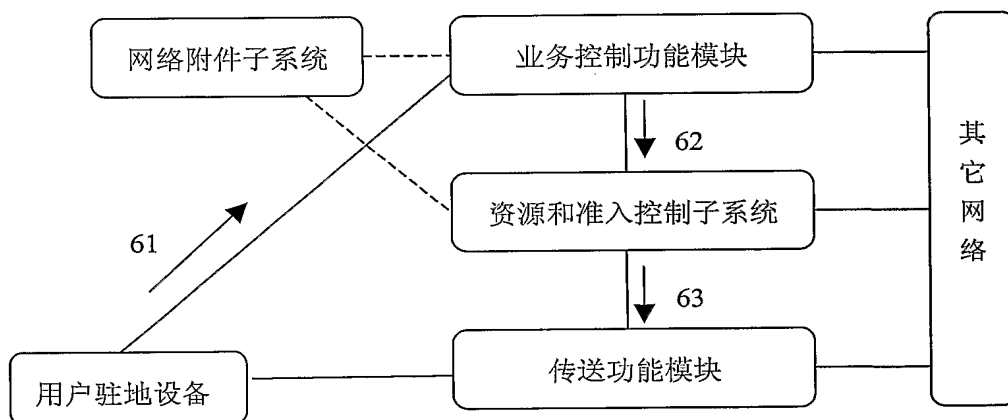 网络附件子系统
业务控制功能模块
62
资源和准入控制子系统
61
63
用户驻地设备
传送功能模块
其它网络